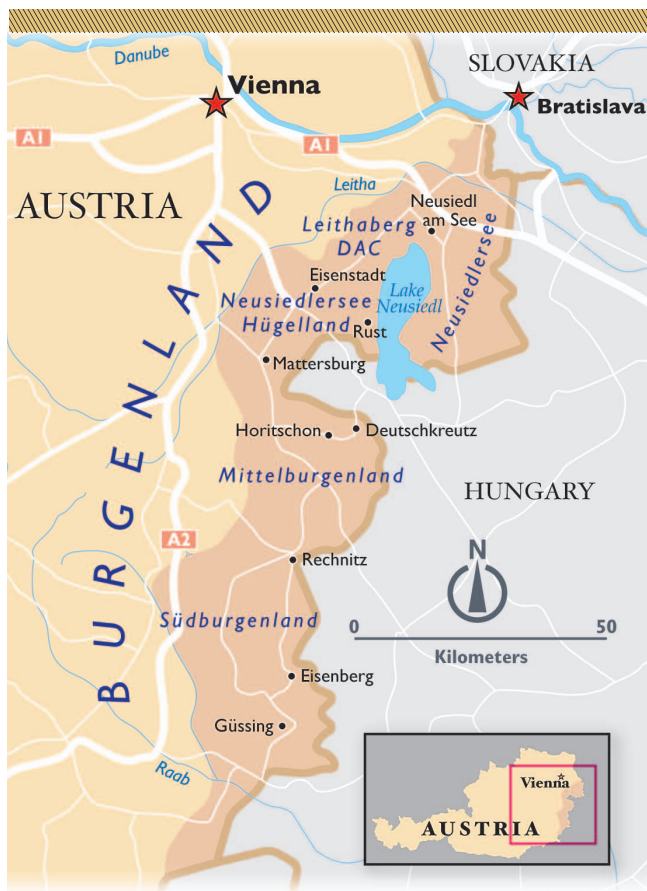 Danube
SLOVAKIA
Vienna
Bratislava
A1
A1
AUSTRIA
Leitha
BURGENLAND
Leithaberg
DAC
Neusiedl
am See
Neusiedlersee
Eisenstadt
Lake
Neusiedl
Neusiedlersee
Hügelland
Rust
Mattersburg
Horitschon
Deutschkreutz
Mittelburgenland
HUNGARY
A2
Rechnitz
N
Südburgenland
0
50
Kilometers
Eisenberg
Güssing
Raab
Vienna
AUSTRIA